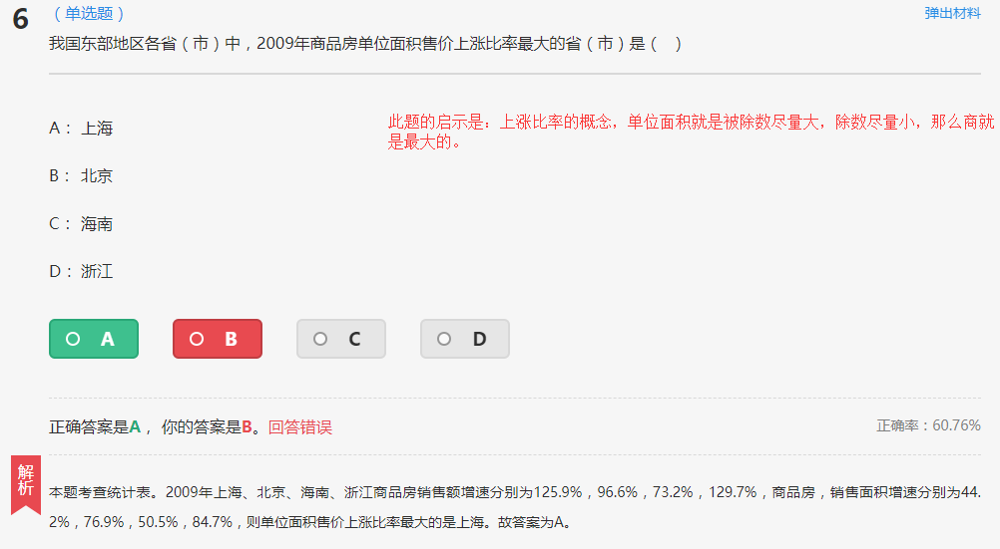 6
（单选题）
弹出材料
我国东部地区各省（市）中，2009年商品房单位面积售价上涨比率最大的省（市）是（　）
A： 上海
此题的启示是：上涨比率的概念，单位面积就是被除数尽量大，除数尽量小，那么商就
是最大的。
B： 北京
C： 海南
D： 浙江
A
B
C
D
正确答案是A， 你的答案是B。回答错误
正确率：60.76%
解析
本题考查统计表。2009年上海、北京、海南、浙江商品房销售额增速分别为125.9%，96.6%，73.2%，129.7%，商品房，销售面积增速分别为44.
2%，76.9%，50.5%，84.7%，则单位面积售价上涨比率最大的是上海。故答案为A。